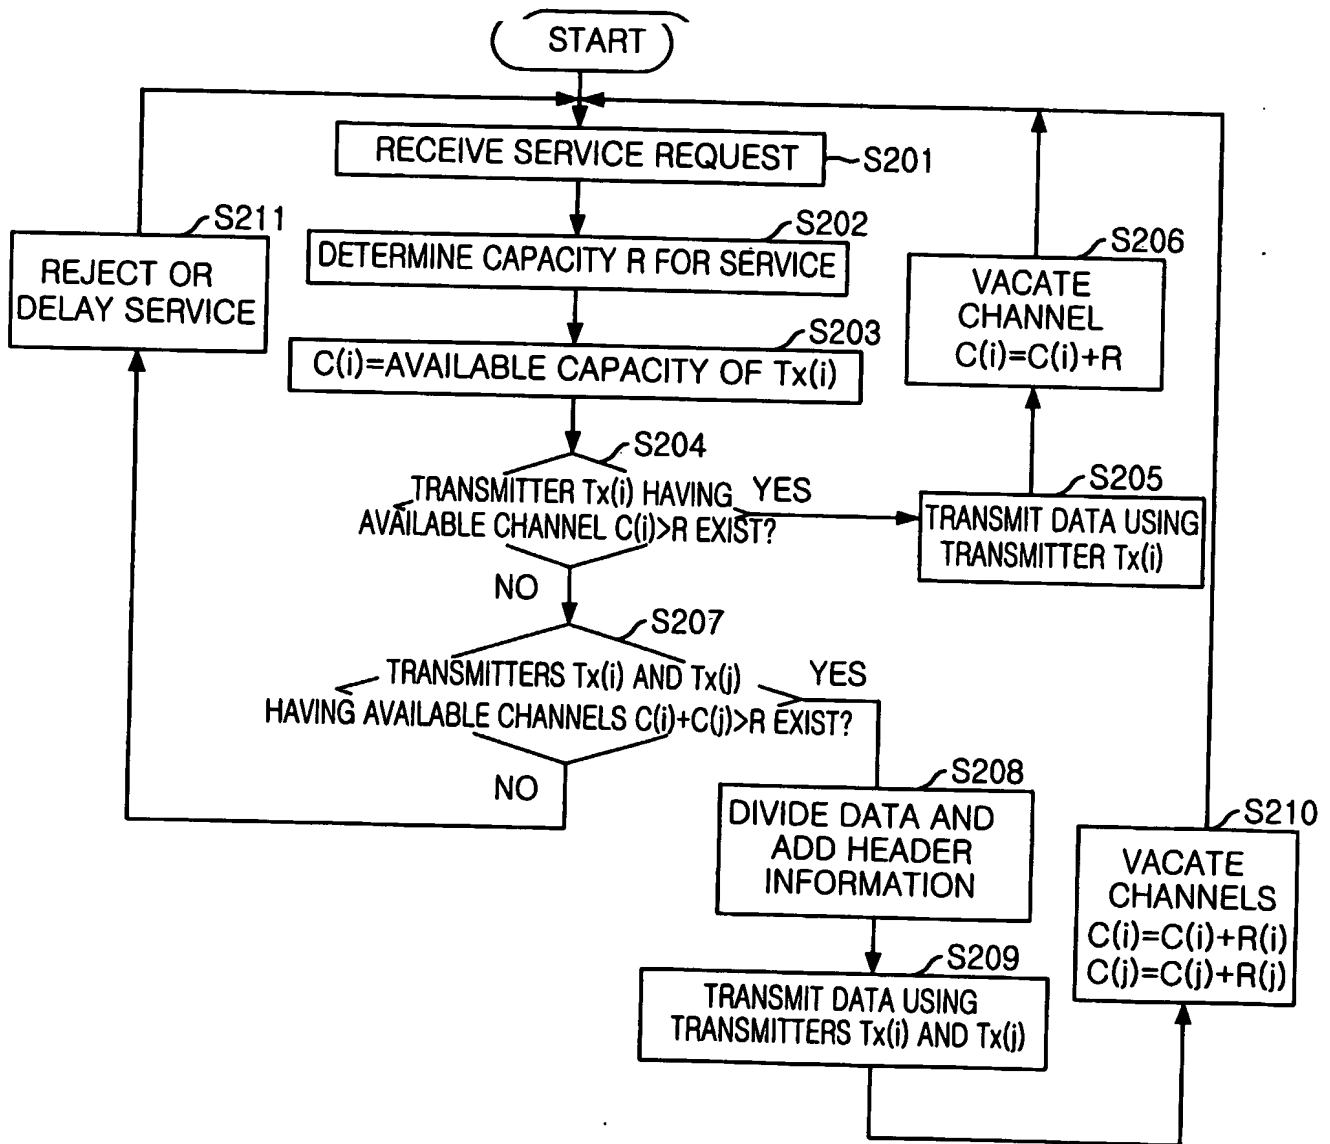 START
RECEIVE SERVICE REQUEST
S201
S202
DETERMINE CAPACITY R FOR SERVICE
S203
C(i)=AVAILABLE CAPACITY OF Tx(i)
S204
TRANSMITTER Tx(i) HAVING
AVAILABLE CHANNEL C(i)>R EXIST?
YES
NO
S205
TRANSMIT DATA USING
TRANSMITTER Tx(i)
S206
VACATE
CHANNEL
C(i)=C(i)+R
S207
TRANSMITTERS Tx(i) AND Tx(j)
HAVING AVAILABLE CHANNELS C(i)+C(j)>R EXIST?
YES
NO
S208
DIVIDE DATA AND
ADD HEADER
INFORMATION
S209
TRANSMIT DATA USING
TRANSMITTERS Tx(i) AND Tx(j)
S210
VACATE
CHANNELS
C(i)=C(i)+R(i)
C(j)=C(j)+R(j)
S211
REJECT OR
DELAY SERVICE